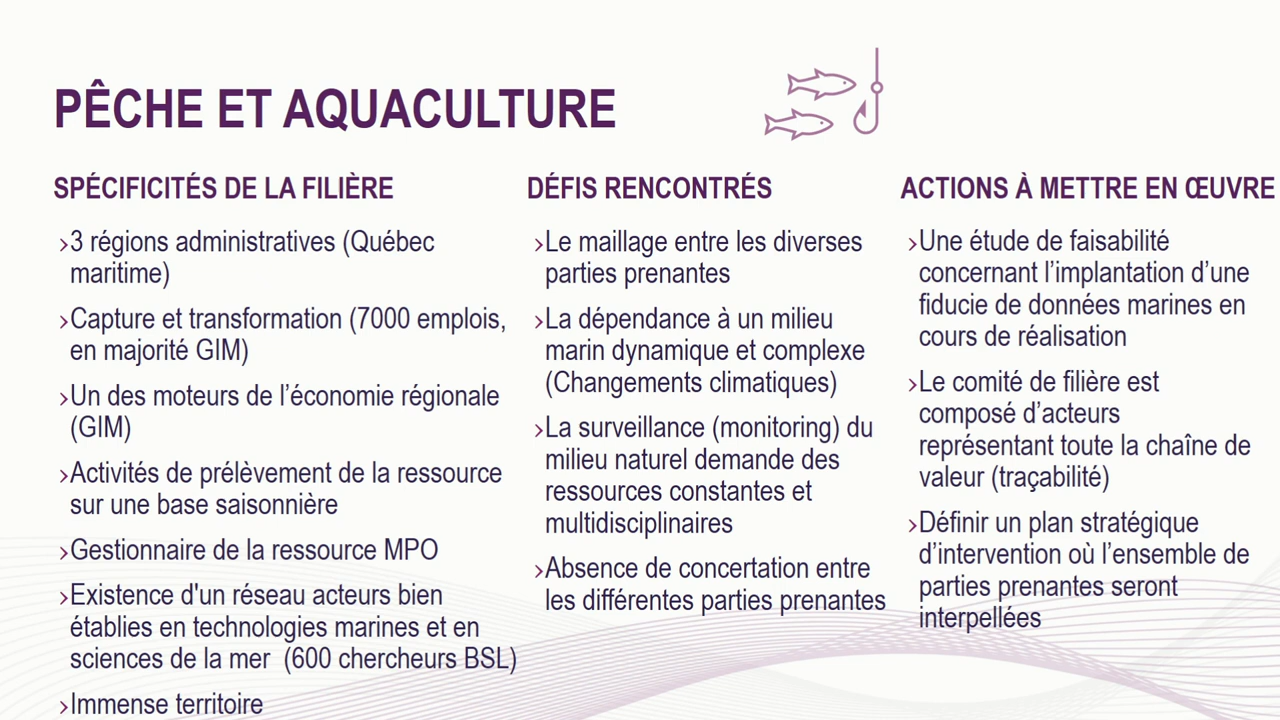 PÊCHE ET AQUACULTURE
SPÉCIFICITÉS DE LA FILIÈRE
›3 régions administratives (Québec
maritime)
›Capture et transformation (7000 emplois,
en majorité GIM)
›Un des moteurs de l’économie régionale
(GIM)
›Activités de prélèvement de la ressource
sur une base saisonnière
›Gestionnaire de la ressource MPO
›Existence d'un réseau acteurs bien
établies en technologies marines et en
sciences de la mer (600 chercheurs BSL)
›Immense territoire
DÉFIS RENCONTRÉS
›Le maillage entre les diverses
parties prenantes
›La dépendance à un milieu
marin dynamique et complexe
(Changements climatiques)
›La surveillance (monitoring) du
milieu naturel demande des
ressources constantes et
multidisciplinaires
›Absence de concertation entre
les différentes parties prenantes
ACTIONS À METTRE EN ŒUVRE
›Une étude de faisabilité
concernant l’implantation d’une
fiducie de données marines en
cours de réalisation
›Le comité de filière est
composé d’acteurs
représentant toute la chaîne de
valeur (traçabilité)
›Définir un plan stratégique
d’intervention où l’ensemble de
parties prenantes seront
interpellées